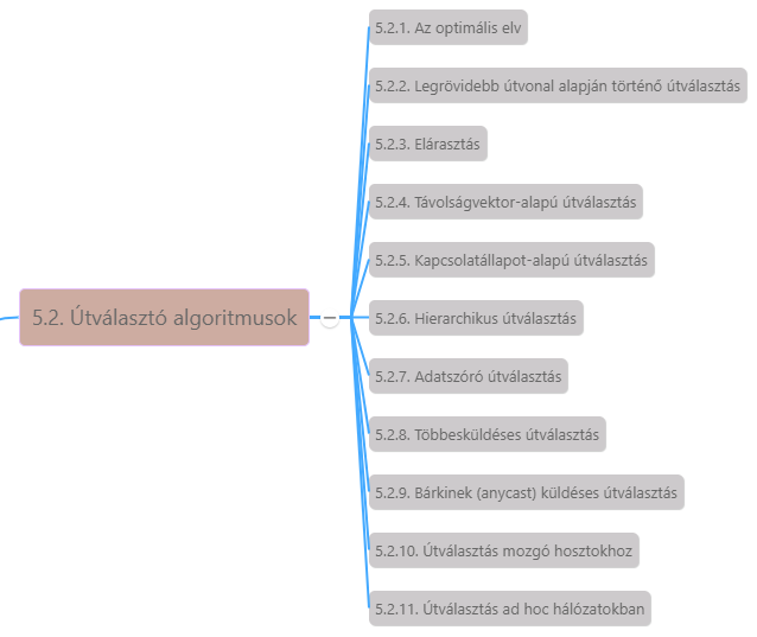 5.2. Útválasztó algoritmusok
5.2.1. Az optimális elv
5.2.2. Legrövidebb útvonal alapján történő útválasztás
5.2.3. Elárasztás
5.2.4. Távolságvektor-alapú útválasztás
5.2.5. Kapcsolatállapot-alapú útválasztás
5.2.6. Hierarchikus útválasztás
5.2.7. Adatszóró útválasztás
5.2.8. Többesküldéses útválasztás
5.2.9. Bárkinek (anycast) küldéses útválasztás
5.2.10. Útválasztás mozgó hosztokhoz
5.2.11. Útválasztás ad hoc hálózatokban